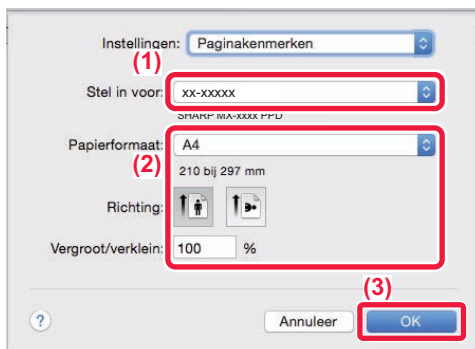 Instellingen: Paginakenmerken
(1)
Stel in voor: xx-xxxxx
SHARP MX-xxxx PPD
Papierformaat: A4
(2)
210 bij 297 mm
Richting:
Vergroot/verklein: 100 %
(3)
? Annuleer OK